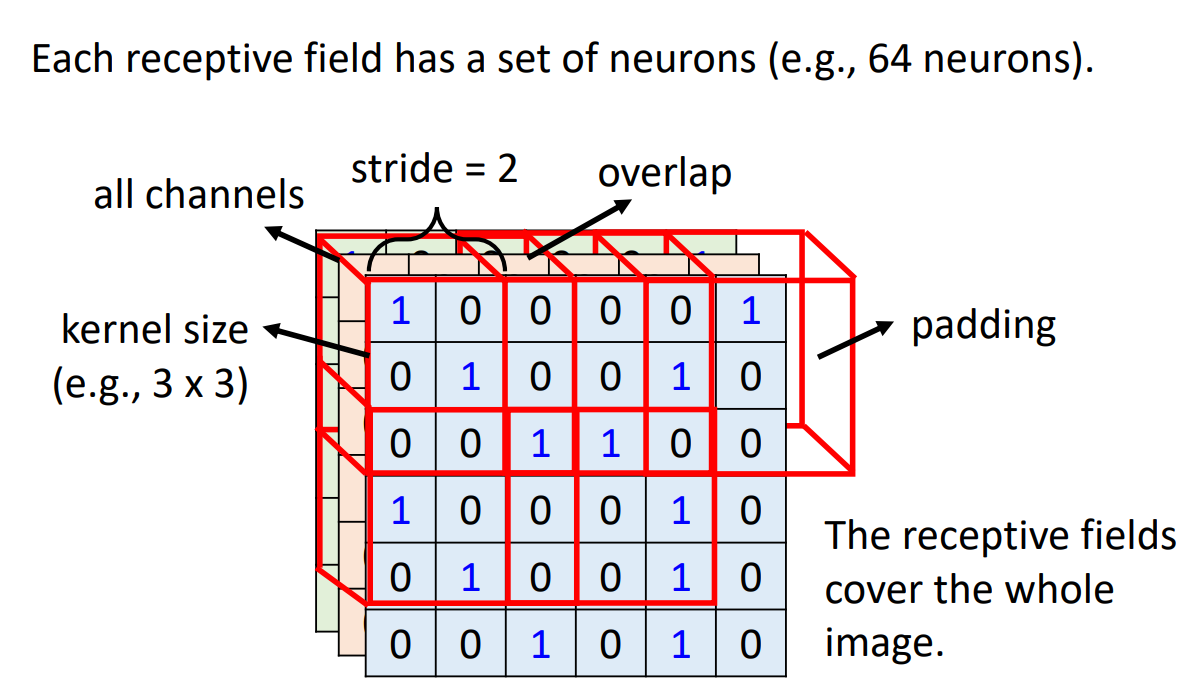 Each receptive field has a set of neurons (e.g., 64 neurons).
stride = 2
overlap
all channels
kernel size
(e.g., 3 x 3)
padding
1 0 0 0 0 1
0 1 0 0 1 0
0 0 1 1 0 0
1 0 0 0 1 0
0 1 0 0 1 0
0 0 1 0 1 0
The receptive fields
cover the whole
image.